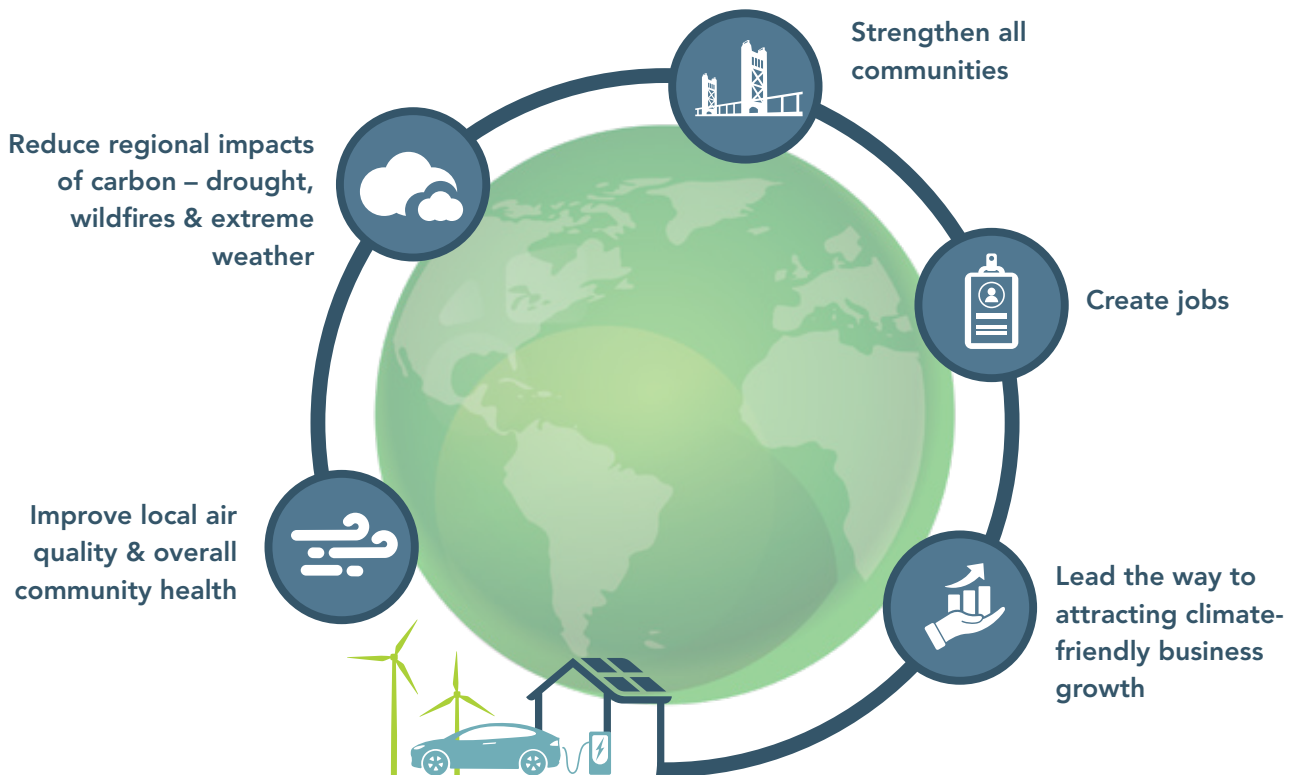 Strengthen all
communities
Reduce regional impacts
of carbon – drought,
wildfires & extreme
weather
Create jobs
Improve local air
quality & overall
community health
Lead the way to
attracting climate-
friendly business
growth